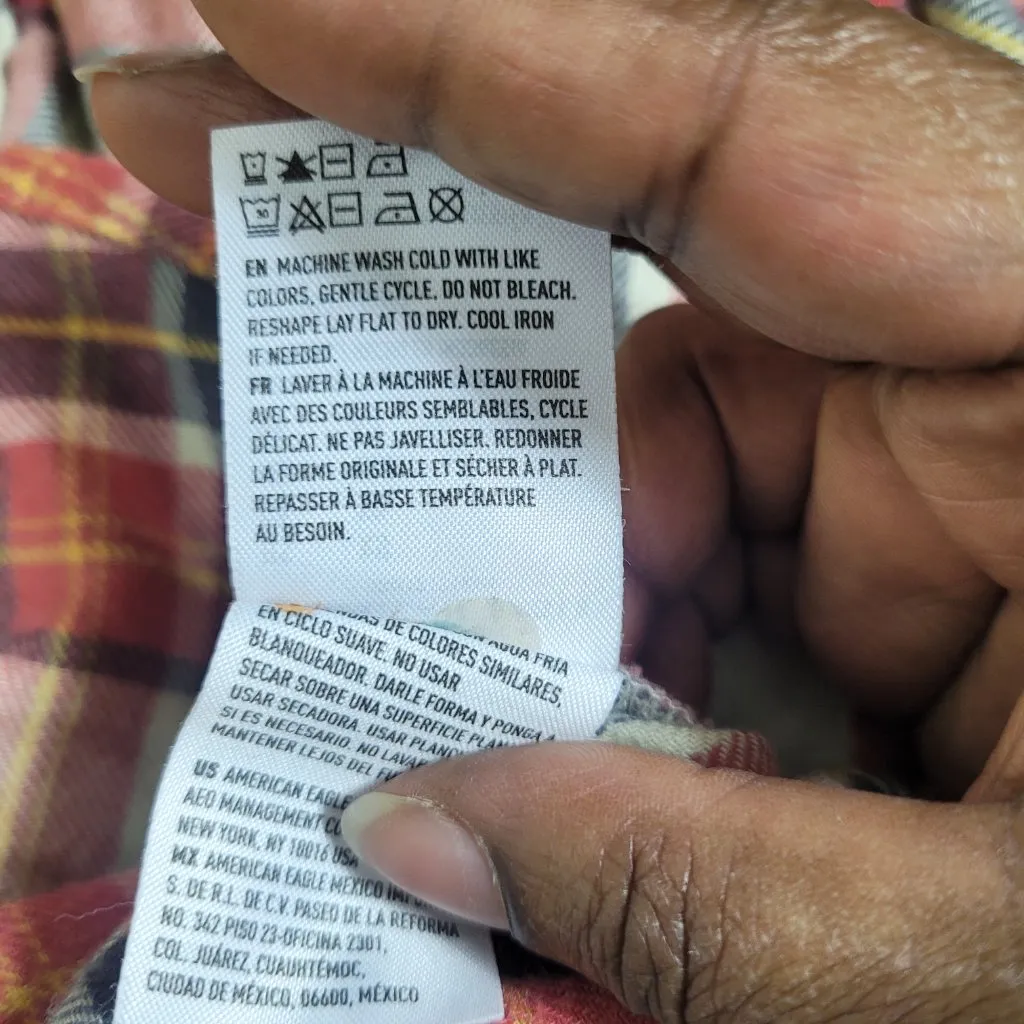 30
EN MACHINE WASH COLD WITH LIKE
COLORS, GENTLE CYCLE. DO NOT BLEACH.
RESHAPE LAY FLAT TO DRY. COOL IRON
IF NEEDED.
FR LAVER À LA MACHINE À L'EAU FROIDE
AVEC DES COULEURS SEMBLABLES, CYCLE
DÉLICAT. NE PAS JAVELLISER. REDONNER
LA FORME ORIGINALE ET SÉCHER À PLAT.
REPASSER À BASSE TEMPÉRATURE
AU BESOIN.
AGUA FRIA
DE COLORES SIMILARES,
EN CICLO SUAVE. NO USAR
BLANQUEADOR. DARLE FORMA Y PONGA A
SECAR SOBRE UNA SUPERFICIE
USAR SECADORA. USAR
SI ES NECESARIO. NO
MANTENER LEJOS DEL
US AMERICAN EAGLE
AEO MANAGEMENT
NEW YORK, NY 10016 USA
MX AMERICAN EAGLE MEXICO
S. DE R.L. DE C.V. PASEO DE LA REFORMA
NO. 342 PISO 23-OFICINA 2301,
COL. JUÁREZ, CUAUHTÉMOC,
CIUDAD DE MÉXICO, 06600, MÉXICO